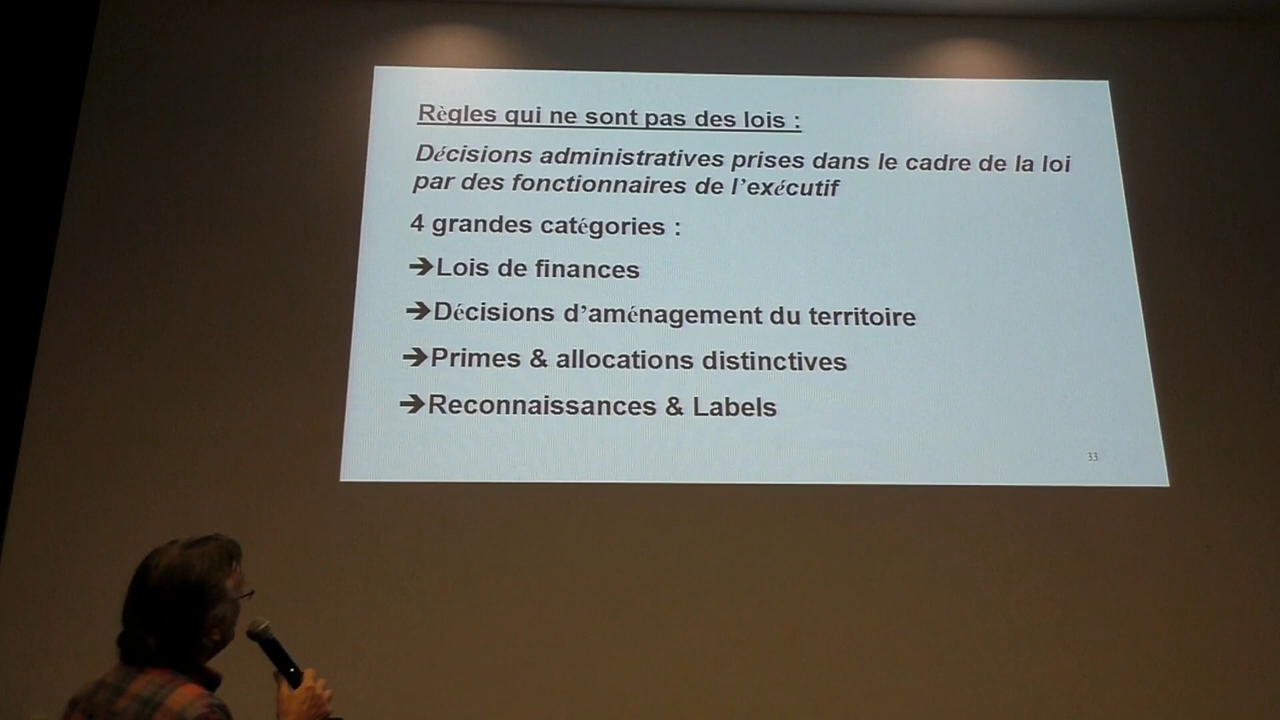 Règles qui ne sont pas des lois :
Décisions administratives prises dans le cadre de la loi
par des fonctionnaires de l’exécutif
4 grandes catégories :
➔Lois de finances
➔Décisions d’aménagement du territoire
➔Primes & allocations distinctives
➔Reconnaissances & Labels
33